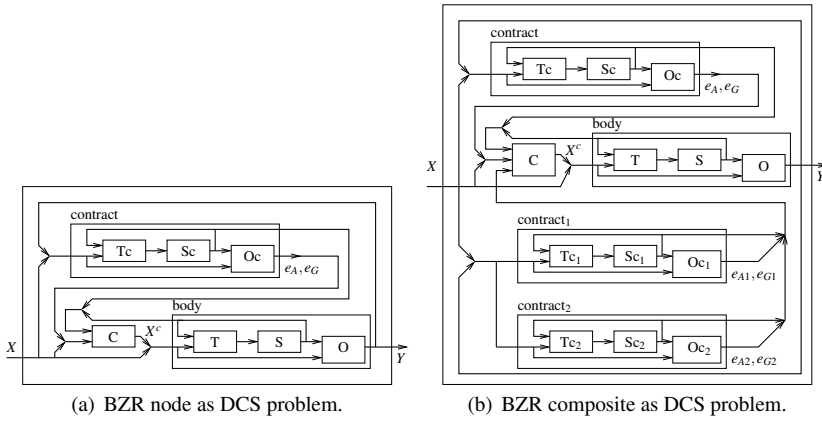 contract
Tc
Sc
Oc
e_A, e_G
body
X
C
X^c
T
S
O
Y
(a) BZR node as DCS problem.
contract
Tc
Sc
Oc
e_A, e_G
body
X
C
X^c
T
S
O
Y
contract_1
Tc_1
Sc_1
Oc_1
e_A1, e_G1
contract_2
Tc_2
Sc_2
Oc_2
e_A2, e_G2
(b) BZR composite as DCS problem.